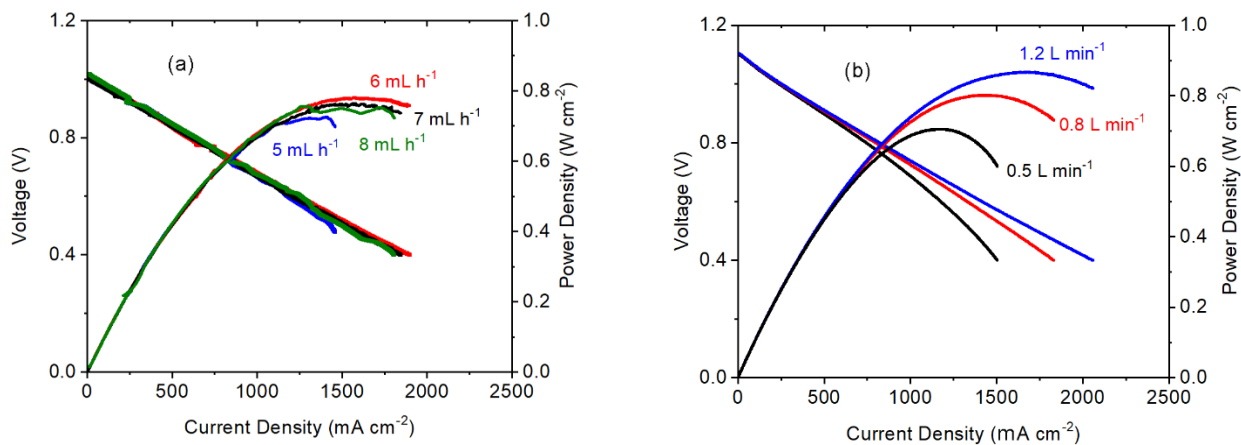 (a)
6 mL h⁻¹
7 mL h⁻¹
5 mL h⁻¹
8 mL h⁻¹
1.2
0.8
0.4
0.0
Voltage (V)
1.0
0.8
0.6
0.4
0.2
0.0
Power Density (W cm⁻²)
0 500 1000 1500 2000 2500
Current Density (mA cm⁻²)
(b)
1.2 L min⁻¹
0.8 L min⁻¹
0.5 L min⁻¹
1.2
0.8
0.4
0.0
Voltage (V)
1.0
0.8
0.6
0.4
0.2
0.0
Power Density (W cm⁻²)
0 500 1000 1500 2000 2500
Current Density (mA cm⁻²)